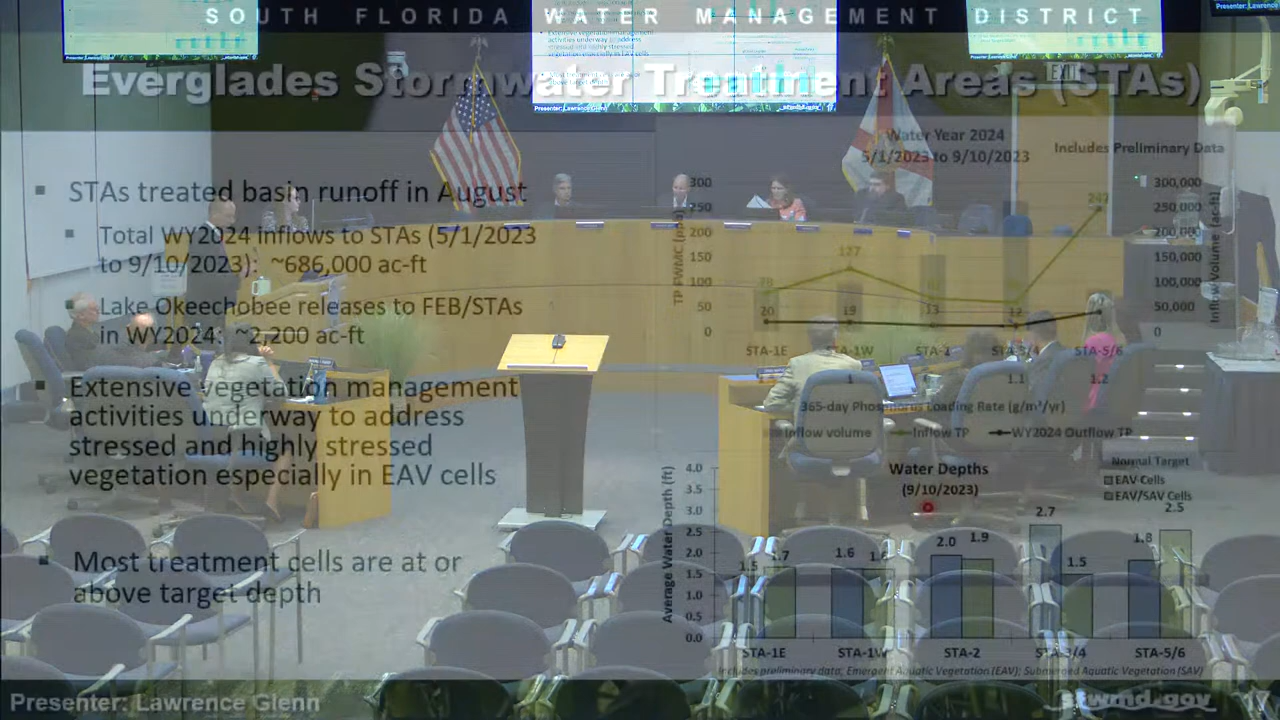 SOUTH FLORIDA WATER MANAGEMENT DISTRICT
Everglades Stormwater Treatment Areas (STAs)
EXIT
Water Year 2024
5/1/2023 to 9/10/2023
Includes Preliminary Data
▪ STAs treated basin runoff in August
▪ Total WY2024 inflows to STAs (5/1/2023
to 9/10/2023): ~686,000 ac-ft
▪ Lake Okeechobee releases to FEB/STAs
in WY2024: ~2,200 ac-ft
▪ Extensive vegetation management
activities underway to address
stressed and highly stressed
vegetation especially in EAV cells
▪ Most treatment cells are at or
above target depth
300
250
200
150
100
50
0
TP FWMC (ppb)
300,000
250,000
200,000
150,000
100,000
50,000
0
Inflow Volume (ac-ft)
127
247
20 19 13 12
STA-1E STA-1W STA-2 STA-3/4 STA-5/6
1.1 1.2
365-day Phosphorus Loading Rate (g/m²/yr)
Inflow volume Inflow TP WY2024 Outflow TP
Water Depths
(9/10/2023)
Normal Target
EAV Cells
EAV/SAV Cells
Average Water Depth (ft)
4.0
3.5
3.0
2.5
2.0
1.5
1.0
0.5
0.0
1.5 1.7 1.6 2.0 1.9 2.7 1.5 1.8 2.5
STA-1E STA-1W STA-2 STA-3/4 STA-5/6
Includes preliminary data; Emergent Aquatic Vegetation (EAV); Submerged Aquatic Vegetation (SAV)
Presenter: Lawrence Glenn
sfwmd.gov
17